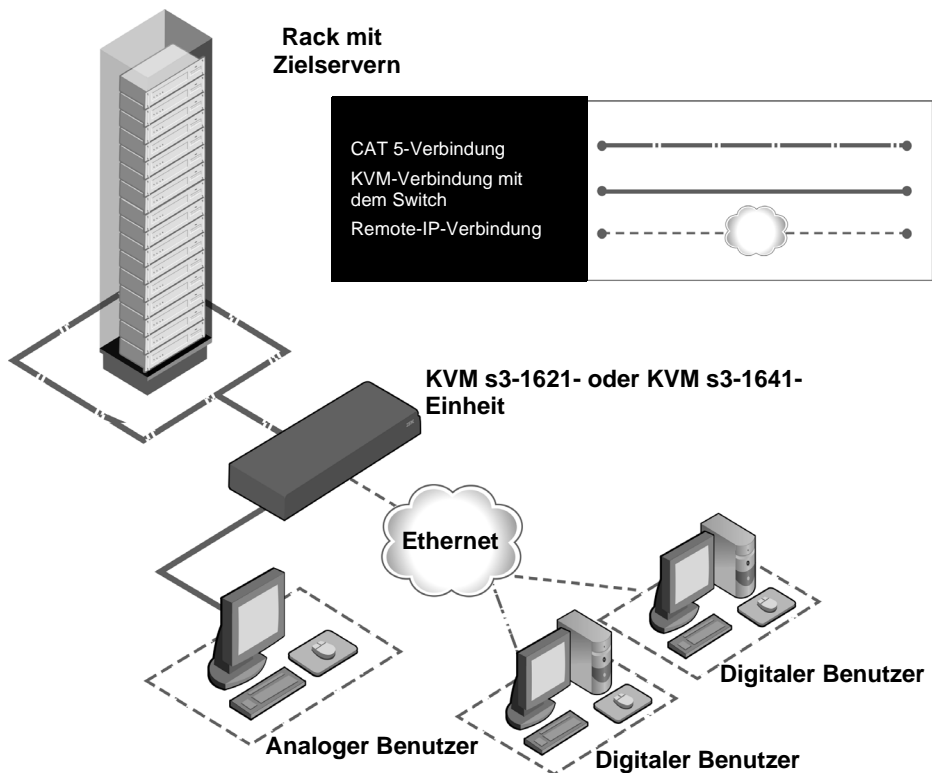 Rack mit
Zielservern
CAT 5-Verbindung
KVM-Verbindung mit
dem Switch
Remote-IP-Verbindung
KVM s3-1621- oder KVM s3-1641-
Einheit
Ethernet
Digitaler Benutzer
Analoger Benutzer
Digitaler Benutzer